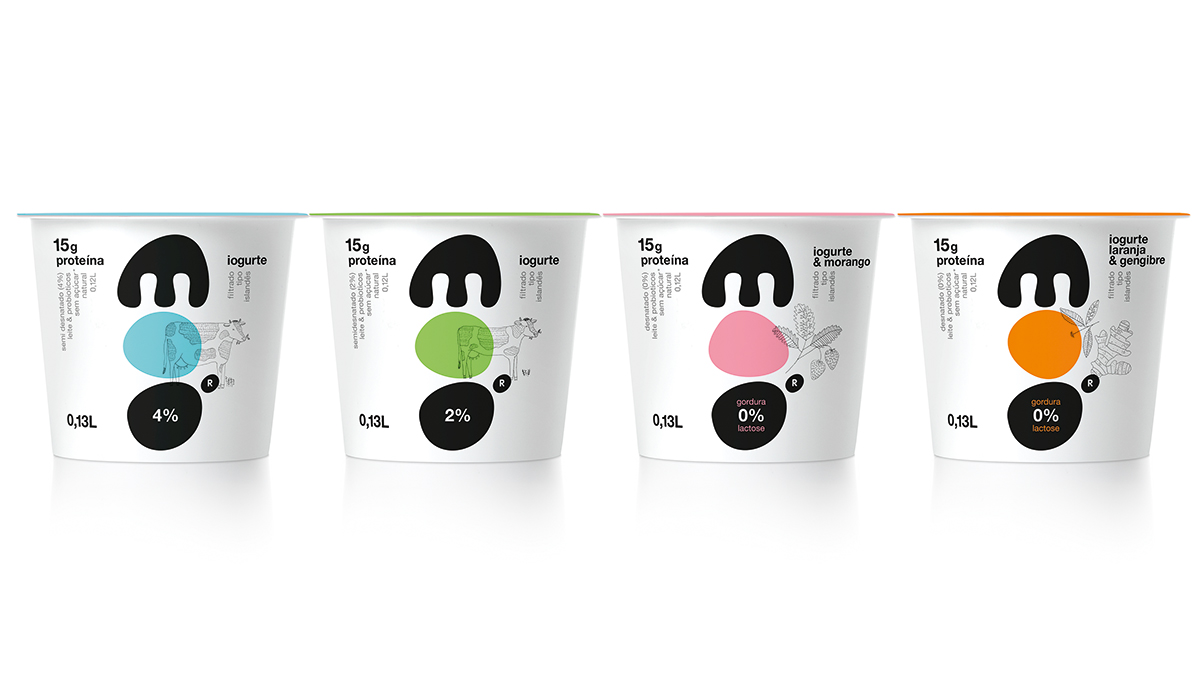 15g
proteína
semi desnatado (4%)
leite & probióticos
sem açúcar*
natural
0,12L
iogurte
filtrado
tipo
islandês
R
4%
0,13L
15g
proteína
semidesnatado (2%)
leite & probióticos
sem açúcar*
natural
0,12L
iogurte
filtrado
tipo
islandês
R
2%
0,13L
15g
proteína
desnatado (0%)
leite & probióticos
sem açúcar*
natural
0,12L
iogurte
& morango
filtrado
tipo
islandês
R
gordura
0%
lactose
0,13L
15g
proteína
desnatado (0%)
leite & probióticos
sem açúcar*
natural
0,12L
iogurte
laranja
& gengibre
filtrado
tipo
islandês
R
gordura
0%
lactose
0,13L